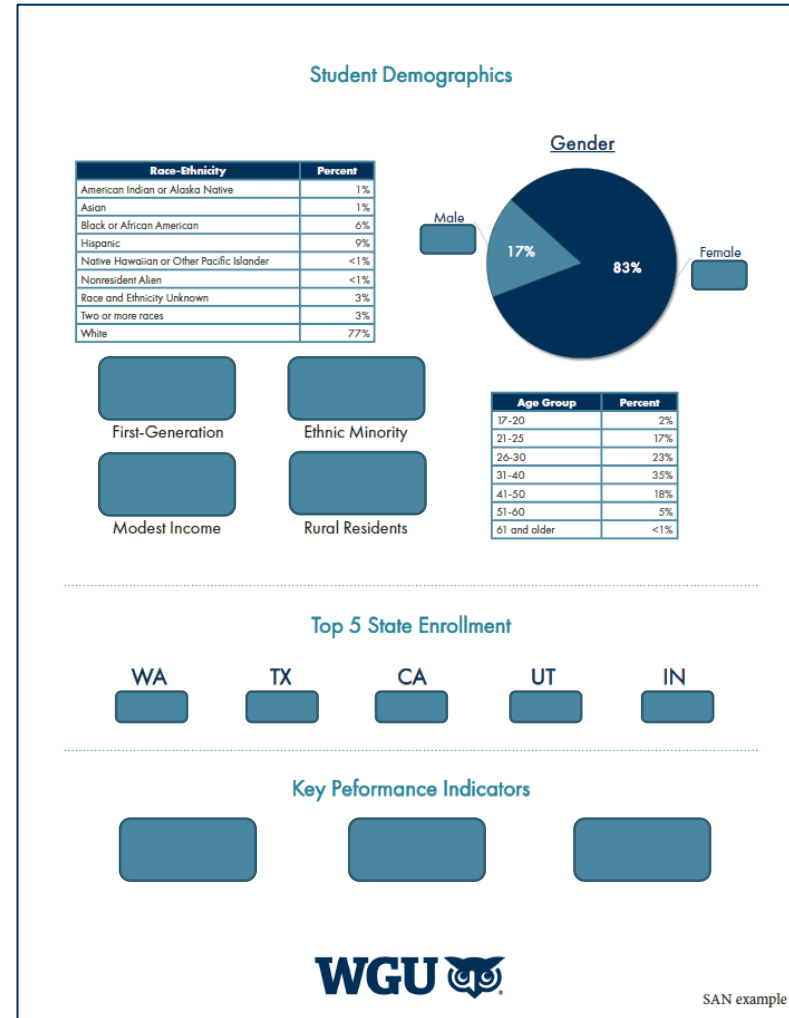 Student Demographics
Race-Ethnicity Percent
American Indian or Alaska Native 1%
Asian 1%
Black or African American 6%
Hispanic 9%
Native Hawaiian or Other Pacific Islander <1%
Nonresident Alien <1%
Race and Ethnicity Unknown 3%
Two or more races 3%
White 77%
Gender
Male
17%
83%
Female
First-Generation
Ethnic Minority
Modest Income
Rural Residents
Age Group Percent
17-20 2%
21-25 17%
26-30 23%
31-40 35%
41-50 18%
51-60 5%
61 and older <1%
Top 5 State Enrollment
WA TX CA UT IN
Key Peformance Indicators
WGU
SAN example